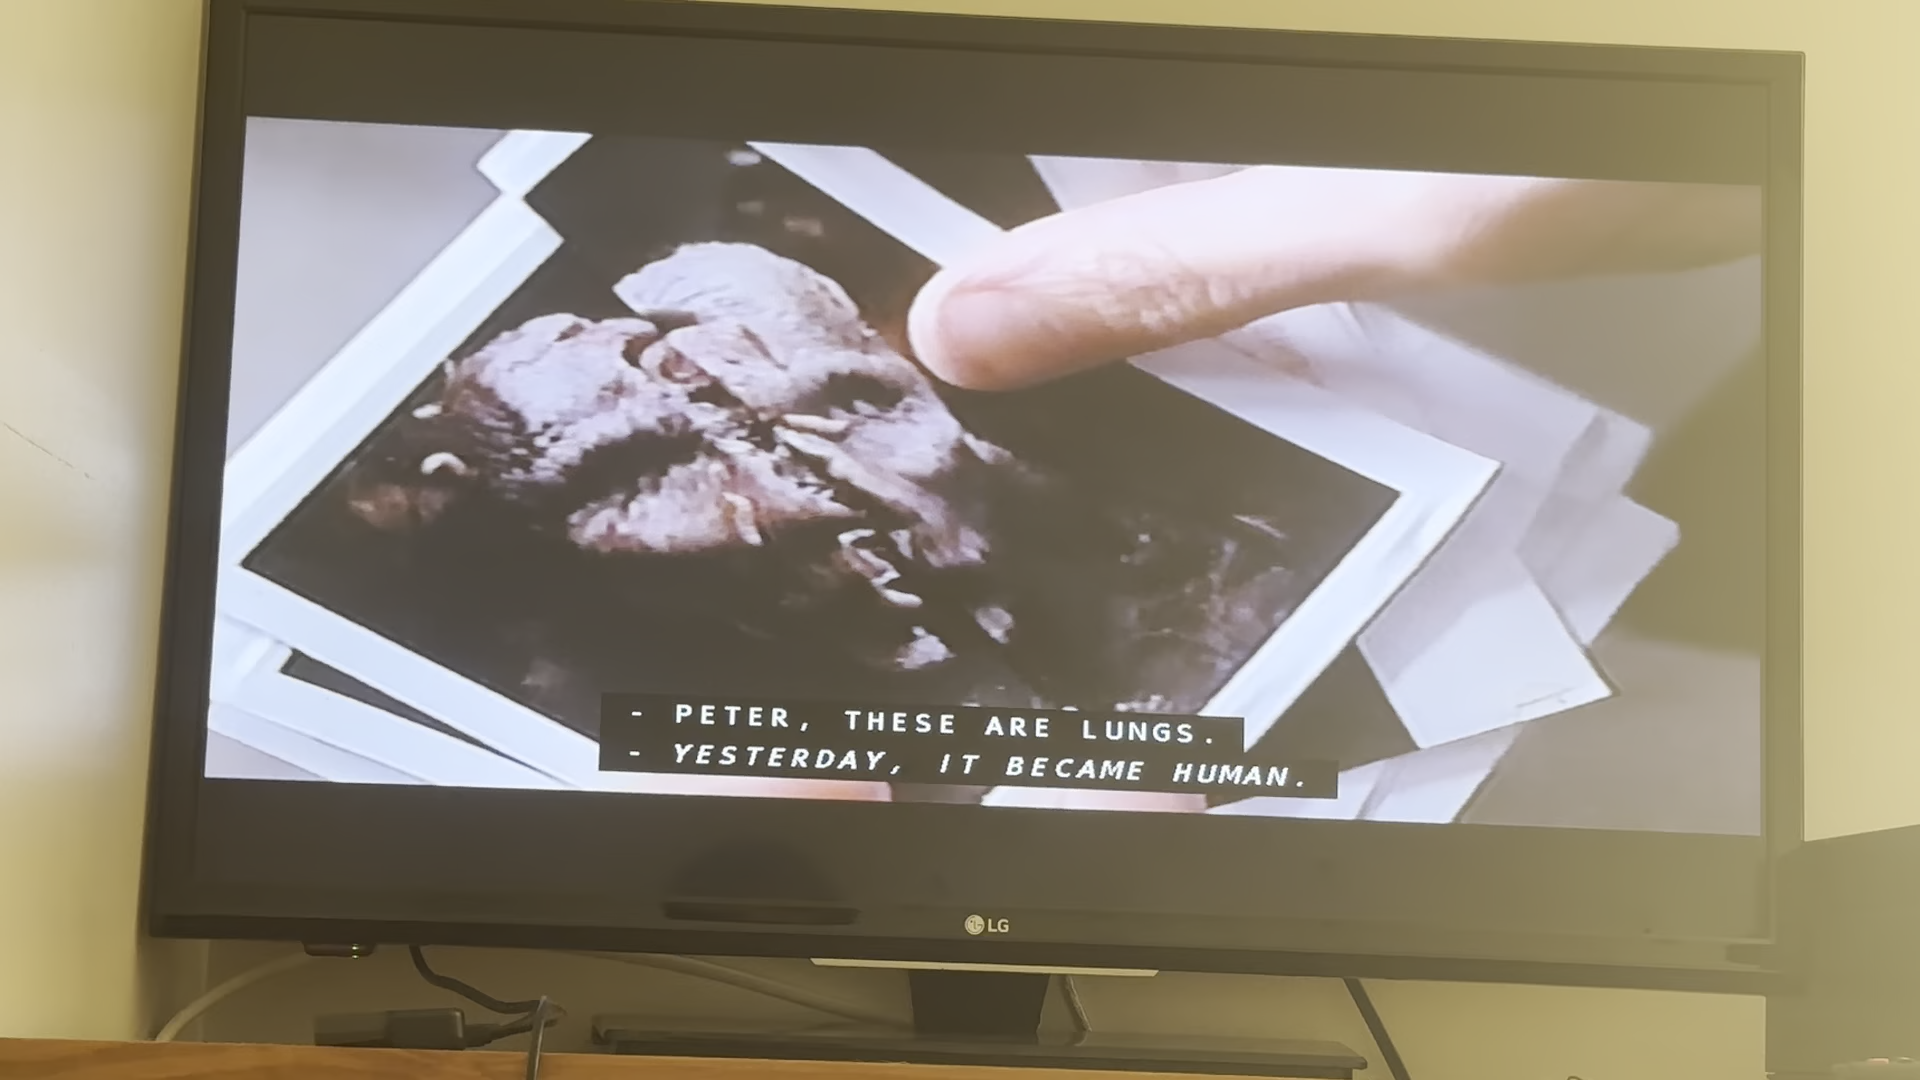 - PETER, THESE ARE LUNGS.
- YESTERDAY, IT BECAME HUMAN.
LG